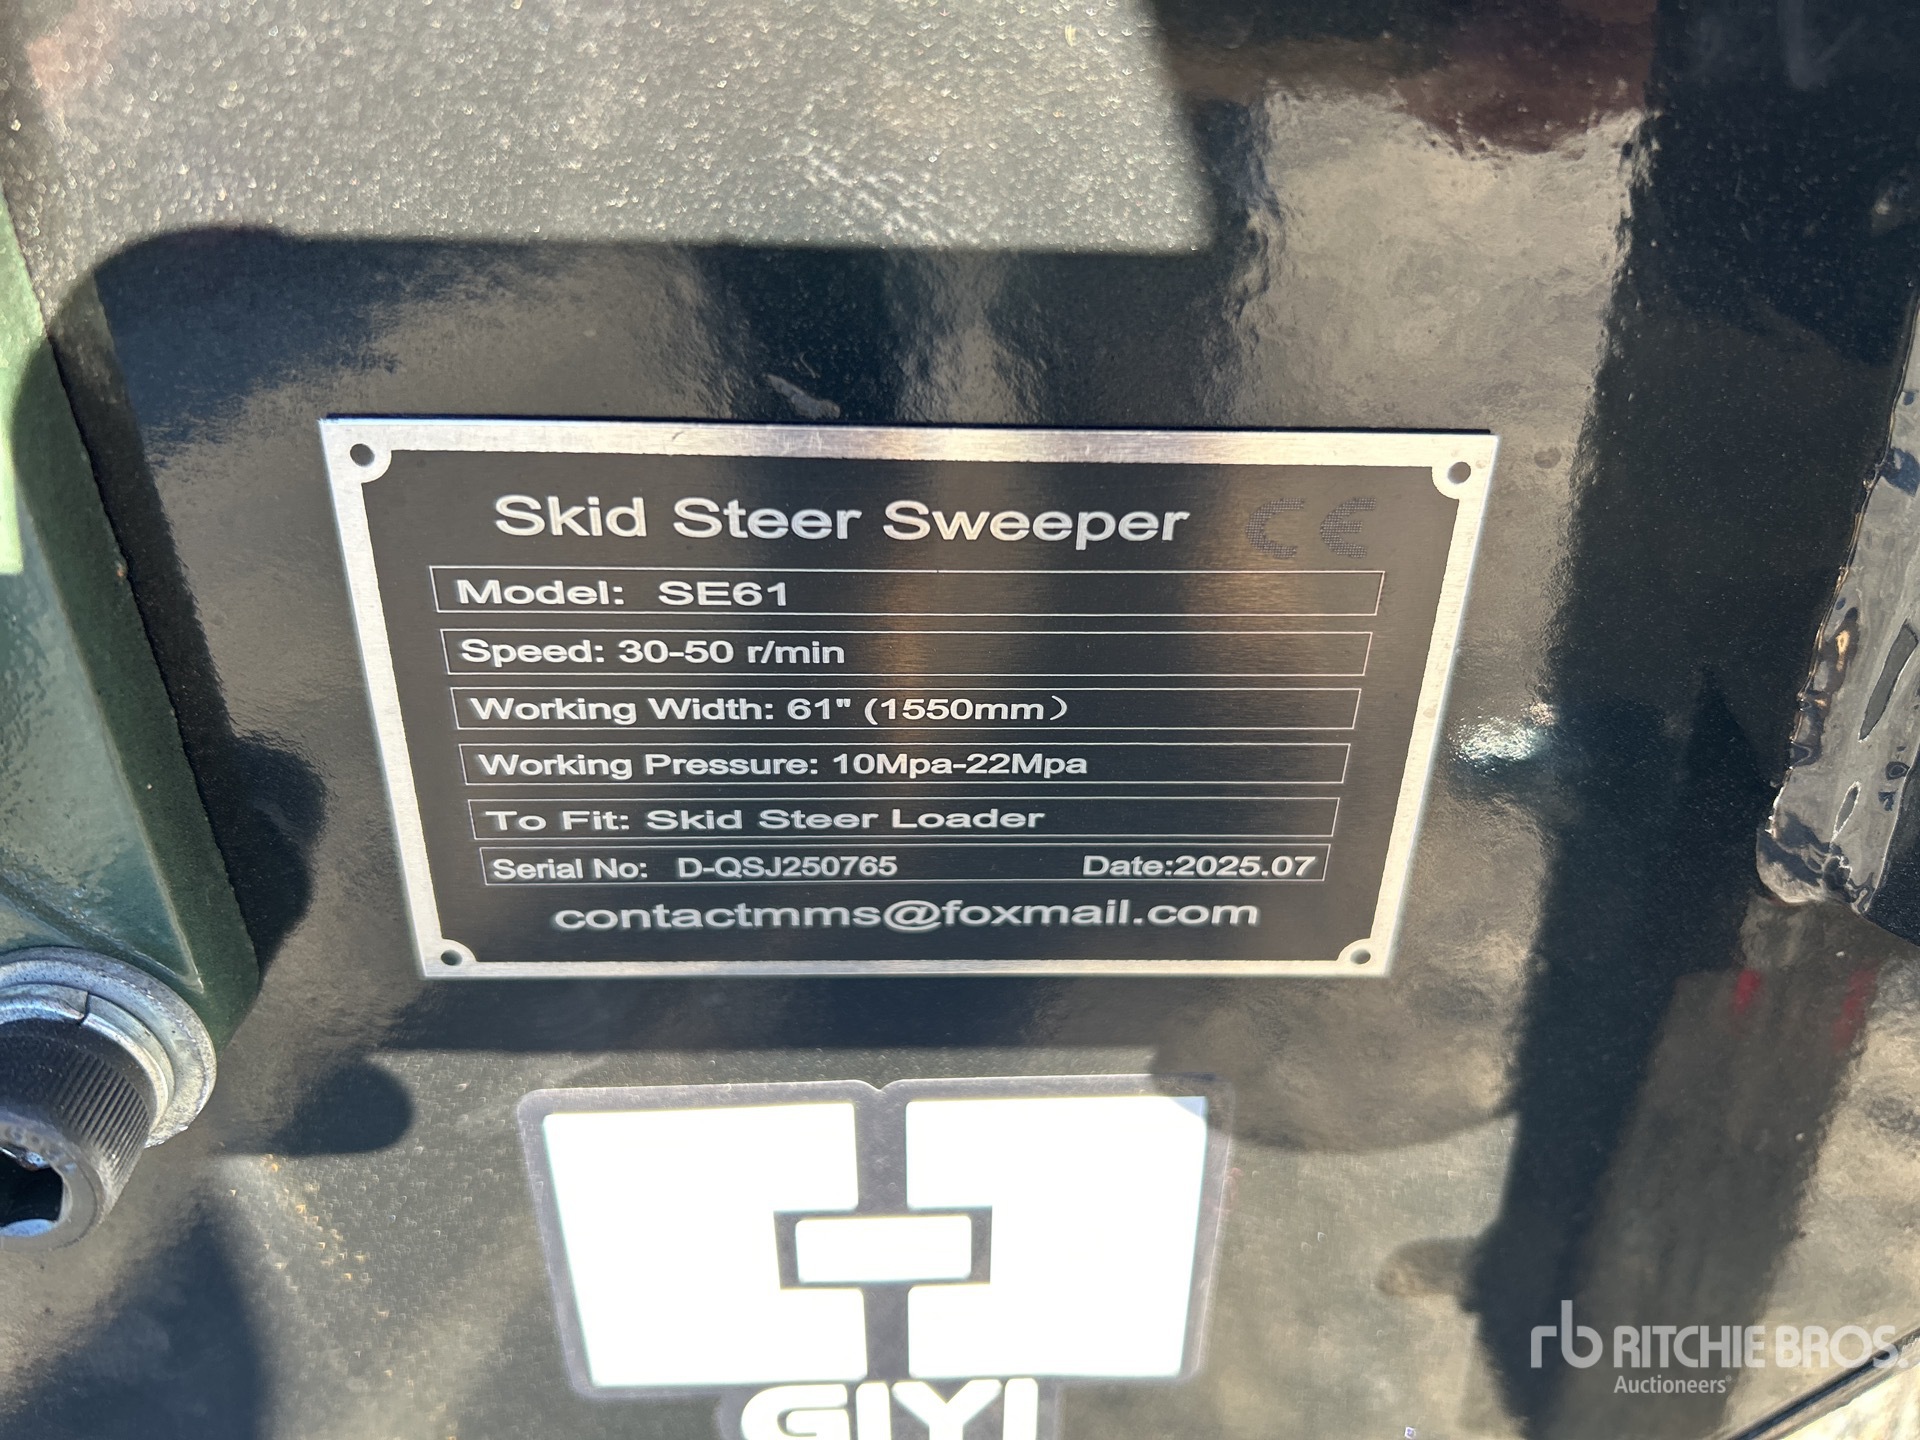 Skid Steer Sweeper CE
Model: SE61
Speed: 30-50 r/min
Working Width: 61" (1550mm）
Working Pressure: 10Mpa-22Mpa
To Fit: Skid Steer Loader
Serial No: D-QSJ250765 Date:2025.07
contactmms@foxmail.com
GIYI
rb RITCHIE BROS.
Auctioneers